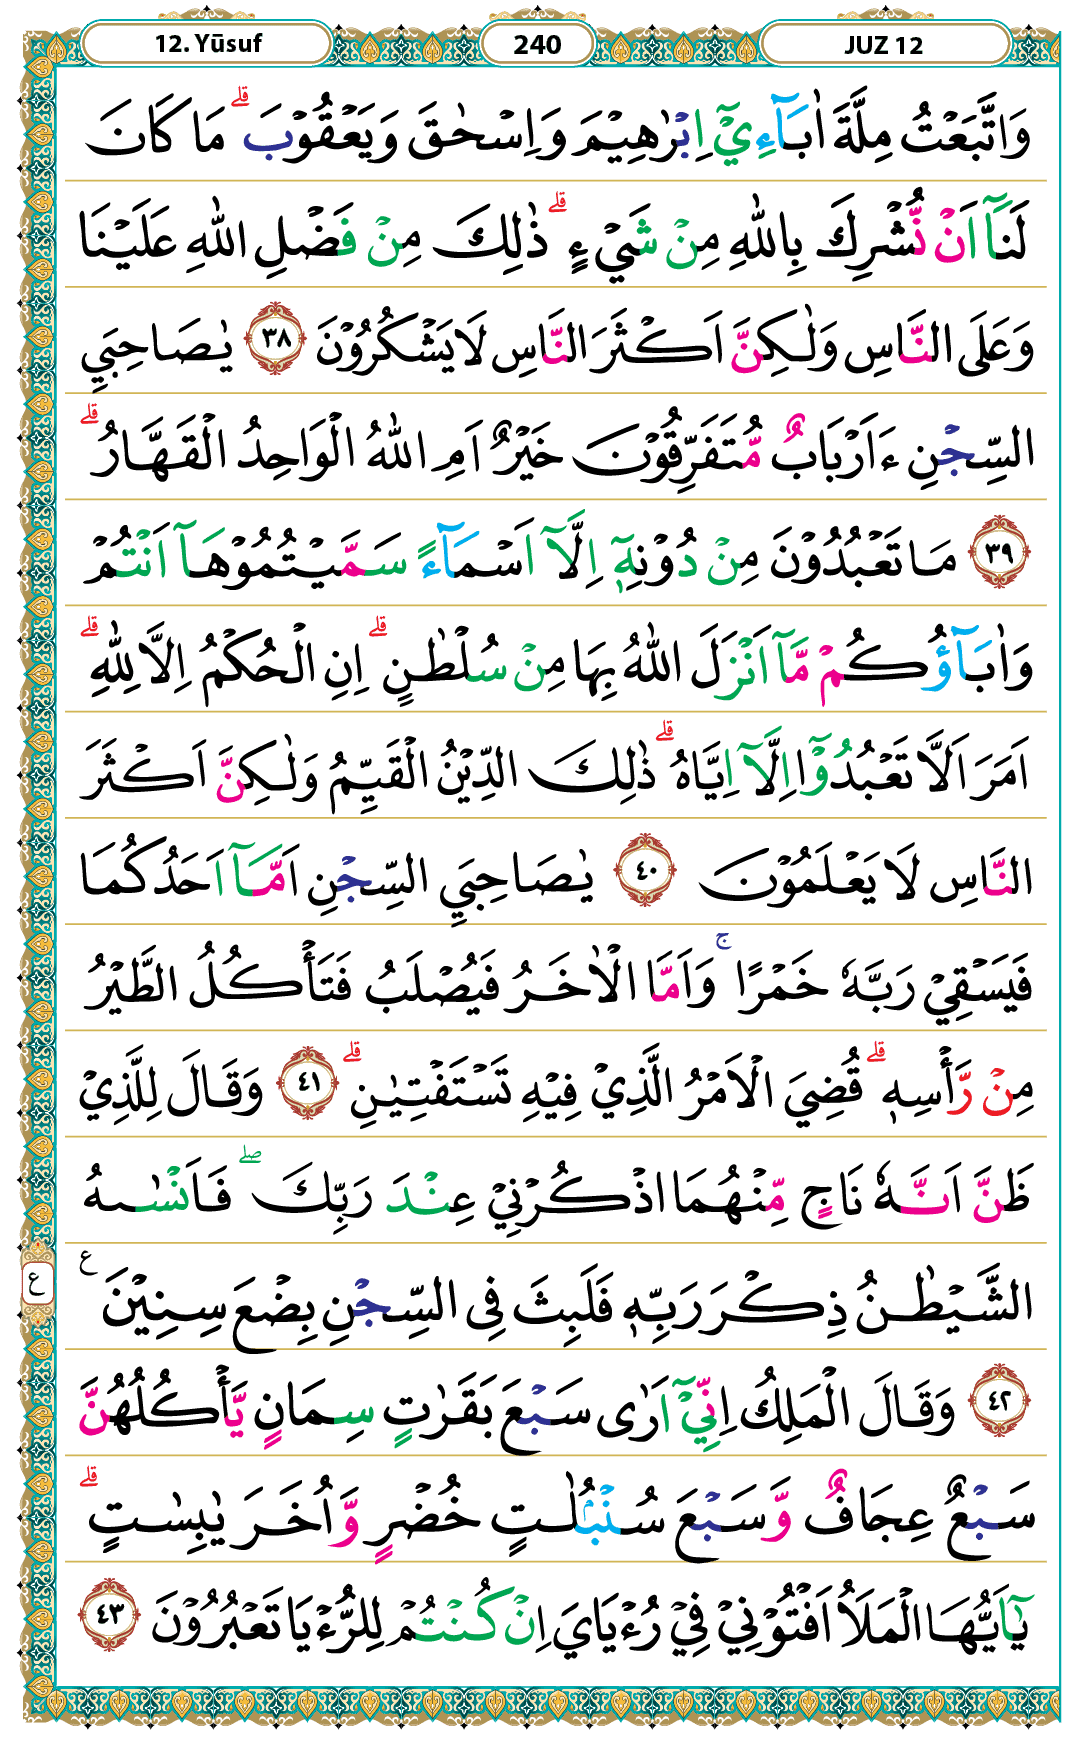 12. Yūsuf
240
JUZ 12
وَاتَّبَعْتُ مِلَّةَ اٰبَآءِيْٓ اِبْرٰهِيْمَ وَاِسْحٰقَ وَيَعْقُوْبَ ۗ مَا كَانَ
لَنَآ اَنْ نُّشْرِكَ بِاللّٰهِ مِنْ شَيْءٍ ۗ ذٰلِكَ مِنْ فَضْلِ اللّٰهِ عَلَيْنَا
وَعَلَى النَّاسِ وَلٰكِنَّ اَكْثَرَ النَّاسِ لَا يَشْكُرُوْنَ ٣٨ يٰصَاحِبَيِ
السِّجْنِ ءَاَرْبَابٌ مُّتَفَرِّقُوْنَ خَيْرٌ اَمِ اللّٰهُ الْوَاحِدُ الْقَهَّارُ ۗ
٣٩ مَا تَعْبُدُوْنَ مِنْ دُوْنِهٖٓ اِلَّآ اَسْمَآءً سَمَّيْتُمُوْهَآ اَنْتُمْ
وَاٰبَآؤُكُمْ مَّآ اَنْزَلَ اللّٰهُ بِهَا مِنْ سُلْطٰنٍ ۗ اِنِ الْحُكْمُ اِلَّا لِلّٰهِ ۗ
اَمَرَ اَلَّا تَعْبُدُوْٓا اِلَّآ اِيَّاهُ ۗ ذٰلِكَ الدِّيْنُ الْقَيِّمُ وَلٰكِنَّ اَكْثَرَ
النَّاسِ لَا يَعْلَمُوْنَ ٤٠ يٰصَاحِبَيِ السِّجْنِ اَمَّآ اَحَدُكُمَا
فَيَسْقِيْ رَبَّهٗ خَمْرًا ۚ وَاَمَّا الْاٰخَرُ فَيُصْلَبُ فَتَأْكُلُ الطَّيْرُ
مِنْ رَّأْسِهٖ ۗ قُضِيَ الْاَمْرُ الَّذِيْ فِيْهِ تَسْتَفْتِيٰنِ ۗ ٤١ وَقَالَ لِلَّذِيْ
ظَنَّ اَنَّهٗ نَاجٍ مِّنْهُمَا اذْكُرْنِيْ عِنْدَ رَبِّكَ ۖ فَاَنْسٰىهُ
ع
الشَّيْطٰنُ ذِكْرَ رَبِّهٖ فَلَبِثَ فِى السِّجْنِ بِضْعَ سِنِيْنَ ع
٤٢ وَقَالَ الْمَلِكُ اِنِّيْٓ اَرٰى سَبْعَ بَقَرٰتٍ سِمَانٍ يَّأْكُلُهُنَّ
سَبْعٌ عِجَافٌ وَّسَبْعَ سُنْۢبُلٰتٍ خُضْرٍ وَّاُخَرَ يٰبِسٰتٍ ۗ
يٰٓاَيُّهَا الْمَلَاُ اَفْتُوْنِيْ فِيْ رُءْيَايَ اِنْ كُنْتُمْ لِلرُّءْيَا تَعْبُرُوْنَ ٤٣